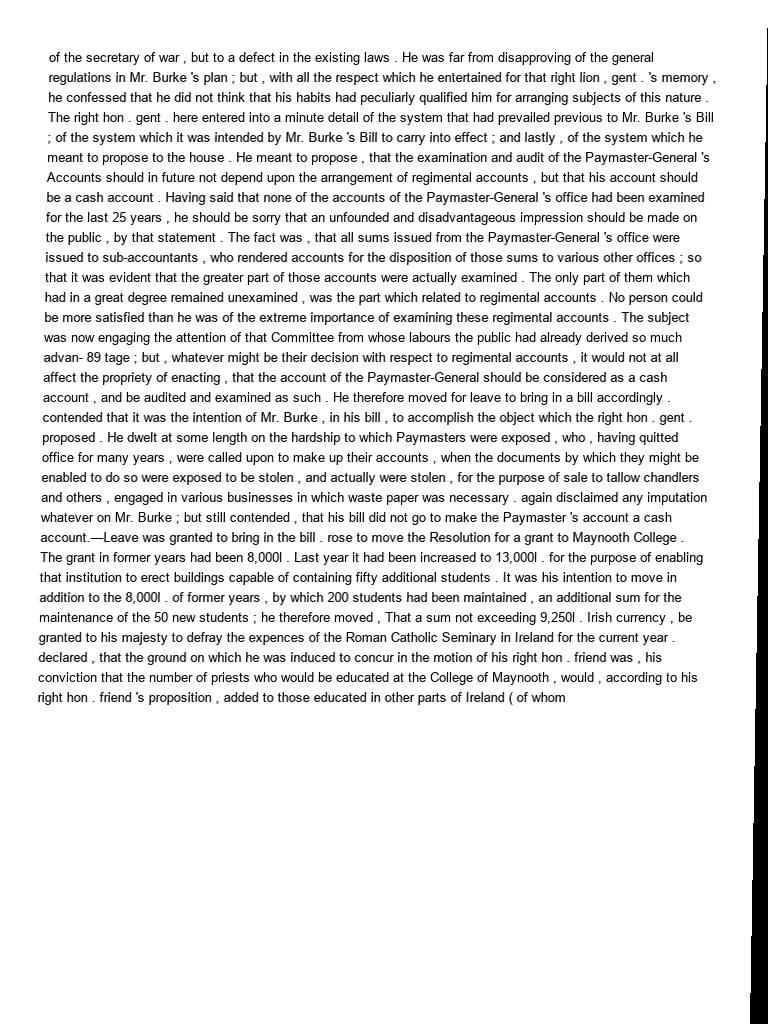 of the secretary of war , but to a defect in the existing laws . He was far from disapproving of the general
regulations in Mr. Burke 's plan ; but , with all the respect which he entertained for that right lion , gent . 's memory ,
he confessed that he did not think that his habits had peculiarly qualified him for arranging subjects of this nature .
The right hon . gent . here entered into a minute detail of the system that had prevailed previous to Mr. Burke 's Bill
; of the system which it was intended by Mr. Burke 's Bill to carry into effect ; and lastly , of the system which he
meant to propose to the house . He meant to propose , that the examination and audit of the Paymaster-General 's
Accounts should in future not depend upon the arrangement of regimental accounts , but that his account should
be a cash account . Having said that none of the accounts of the Paymaster-General 's office had been examined
for the last 25 years , he should be sorry that an unfounded and disadvantageous impression should be made on
the public , by that statement . The fact was , that all sums issued from the Paymaster-General 's office were
issued to sub-accountants , who rendered accounts for the disposition of those sums to various other offices ; so
that it was evident that the greater part of those accounts were actually examined . The only part of them which
had in a great degree remained unexamined , was the part which related to regimental accounts . No person could
be more satisfied than he was of the extreme importance of examining these regimental accounts . The subject
was now engaging the attention of that Committee from whose labours the public had already derived so much
advan- 89 tage ; but , whatever might be their decision with respect to regimental accounts , it would not at all
affect the propriety of enacting , that the account of the Paymaster-General should be considered as a cash
account , and be audited and examined as such . He therefore moved for leave to bring in a bill accordingly .
contended that it was the intention of Mr. Burke , in his bill , to accomplish the object which the right hon . gent .
proposed . He dwelt at some length on the hardship to which Paymasters were exposed , who , having quitted
office for many years , were called upon to make up their accounts , when the documents by which they might be
enabled to do so were exposed to be stolen , and actually were stolen , for the purpose of sale to tallow chandlers
and others , engaged in various businesses in which waste paper was necessary . again disclaimed any imputation
whatever on Mr. Burke ; but still contended , that his bill did not go to make the Paymaster 's account a cash
account.—Leave was granted to bring in the bill . rose to move the Resolution for a grant to Maynooth College .
The grant in former years had been 8,000l . Last year it had been increased to 13,000l . for the purpose of enabling
that institution to erect buildings capable of containing fifty additional students . It was his intention to move in
addition to the 8,000l . of former years , by which 200 students had been maintained , an additional sum for the
maintenance of the 50 new students ; he therefore moved , That a sum not exceeding 9,250l . Irish currency , be
granted to his majesty to defray the expences of the Roman Catholic Seminary in Ireland for the current year .
declared , that the ground on which he was induced to concur in the motion of his right hon . friend was , his
conviction that the number of priests who would be educated at the College of Maynooth , would , according to his
right hon . friend 's proposition , added to those educated in other parts of Ireland ( of whom